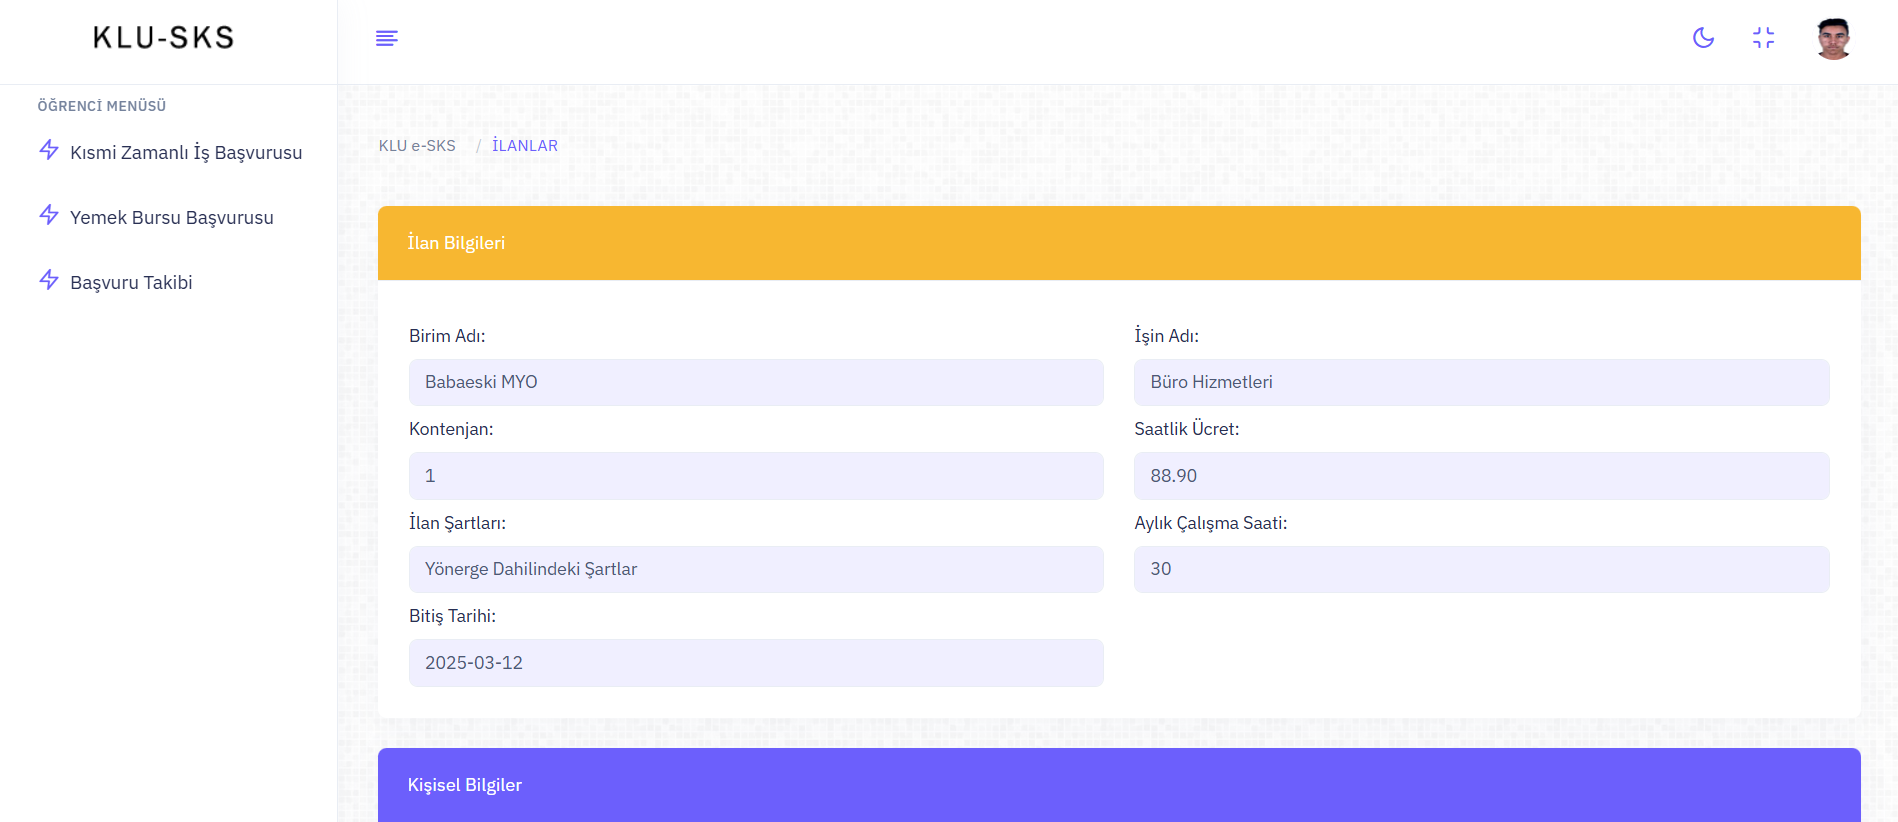 KLU-SKS
ÖĞRENCİ MENÜSÜ
Kısmi Zamanlı İş Başvurusu
Yemek Bursu Başvurusu
Başvuru Takibi
KLU e-SKS / İLANLAR
İlan Bilgileri
Birim Adı:
Babaeski MYO
İşin Adı:
Büro Hizmetleri
Kontenjan:
1
Saatlik Ücret:
88.90
İlan Şartları:
Yönerge Dahilindeki Şartlar
Aylık Çalışma Saati:
30
Bitiş Tarihi:
2025-03-12
Kişisel Bilgiler